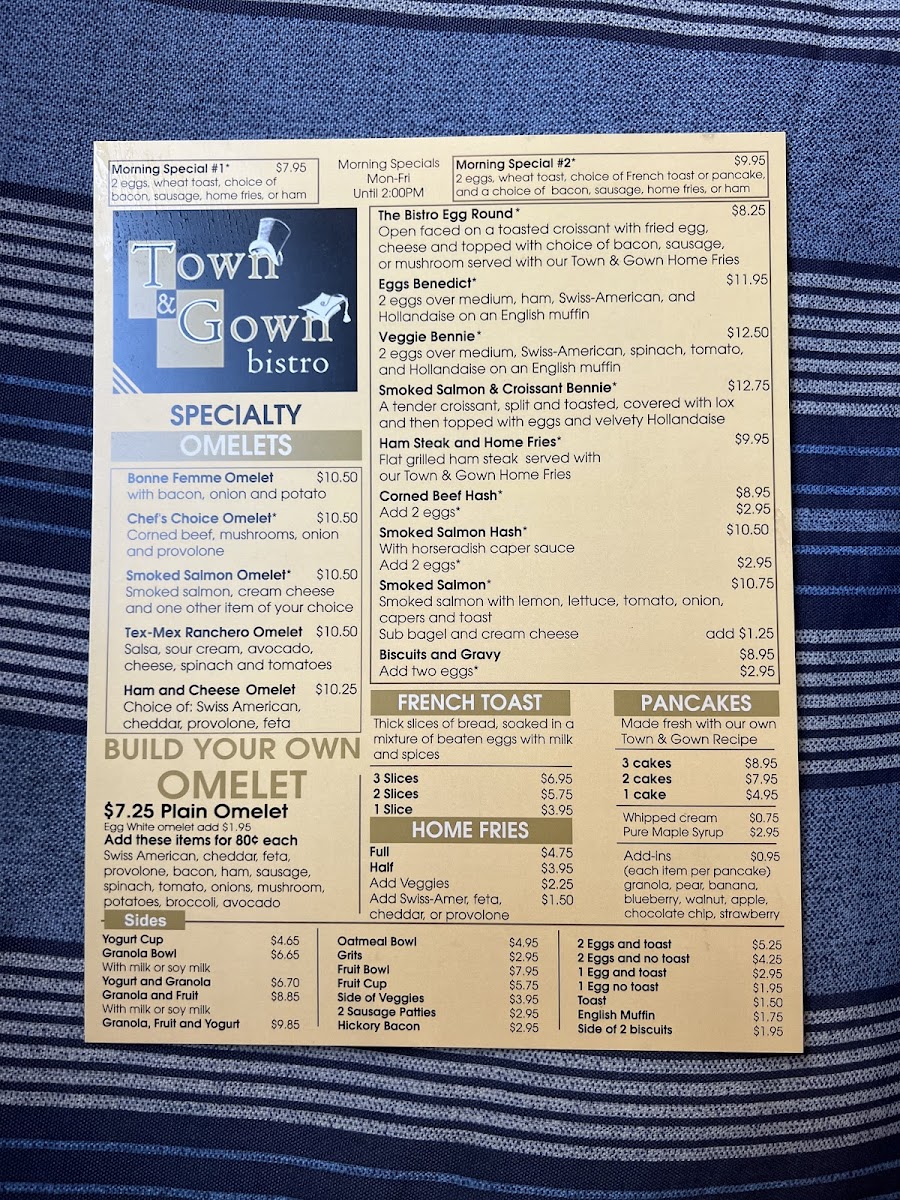 Morning Special #1* $7.95
2 eggs, wheat toast, choice of
bacon, sausage, home fries, or ham
Morning Specials
Mon-Fri
Until 2:00PM
Morning Special #2* $9.95
2 eggs, wheat toast, choice of French toast or pancake,
and a choice of bacon, sausage, home fries, or ham
Town
&
Gown
bistro
SPECIALTY
OMELETS
Bonne Femme Omelet $10.50
with bacon, onion and potato
Chef's Choice Omelet* $10.50
Corned beef, mushrooms, onion
and provolone
Smoked Salmon Omelet* $10.50
Smoked salmon, cream cheese
and one other item of your choice
Tex-Mex Ranchero Omelet $10.50
Salsa, sour cream, avocado,
cheese, spinach and tomatoes
Ham and Cheese Omelet $10.25
Choice of: Swiss American,
cheddar, provolone, feta
BUILD YOUR OWN
OMELET
$7.25 Plain Omelet
Egg White omelet add $1.95
Add these items for 80¢ each
Swiss American, cheddar, feta,
provolone, bacon, ham, sausage,
spinach, tomato, onions, mushroom,
potatoes, broccoli, avocado
The Bistro Egg Round* $8.25
Open faced on a toasted croissant with fried egg,
cheese and topped with choice of bacon, sausage,
or mushroom served with our Town & Gown Home Fries
Eggs Benedict* $11.95
2 eggs over medium, ham, Swiss-American, and
Hollandaise on an English muffin
Veggie Bennie* $12.50
2 eggs over medium, Swiss-American, spinach, tomato,
and Hollandaise on an English muffin
Smoked Salmon & Croissant Bennie* $12.75
A tender croissant, split and toasted, covered with lox
and then topped with eggs and velvety Hollandaise
Ham Steak and Home Fries* $9.95
Flat grilled ham steak served with
our Town & Gown Home Fries
Corned Beef Hash* $8.95
Add 2 eggs* $2.95
Smoked Salmon Hash* $10.50
With horseradish caper sauce
Add 2 eggs* $2.95
Smoked Salmon* $10.75
Smoked salmon with lemon, lettuce, tomato, onion,
capers and toast
Sub bagel and cream cheese add $1.25
Biscuits and Gravy $8.95
Add two eggs* $2.95
FRENCH TOAST
Thick slices of bread, soaked in a
mixture of beaten eggs with milk
and spices
3 Slices $6.95
2 Slices $5.75
1 Slice $3.95
HOME FRIES
Full $4.75
Half $3.95
Add Veggies $2.25
Add Swiss-Amer, feta, $1.50
cheddar, or provolone
PANCAKES
Made fresh with our own
Town & Gown Recipe
3 cakes $8.95
2 cakes $7.95
1 cake $4.95
Whipped cream $0.75
Pure Maple Syrup $2.95
Add-ins $0.95
(each item per pancake)
granola, pear, banana,
blueberry, walnut, apple,
chocolate chip, strawberry
Sides
Yogurt Cup $4.65
Granola Bowl $6.65
With milk or soy milk
Yogurt and Granola $6.70
Granola and Fruit $8.85
With milk or soy milk
Granola, Fruit and Yogurt $9.85
Oatmeal Bowl $4.95
Grits $2.95
Fruit Bowl $7.95
Fruit Cup $5.75
Side of Veggies $3.95
2 Sausage Patties $2.95
Hickory Bacon $2.95
2 Eggs and toast $5.25
2 Eggs and no toast $4.25
1 Egg and toast $2.95
1 Egg no toast $1.95
Toast $1.50
English Muffin $1.75
Side of 2 biscuits $1.95